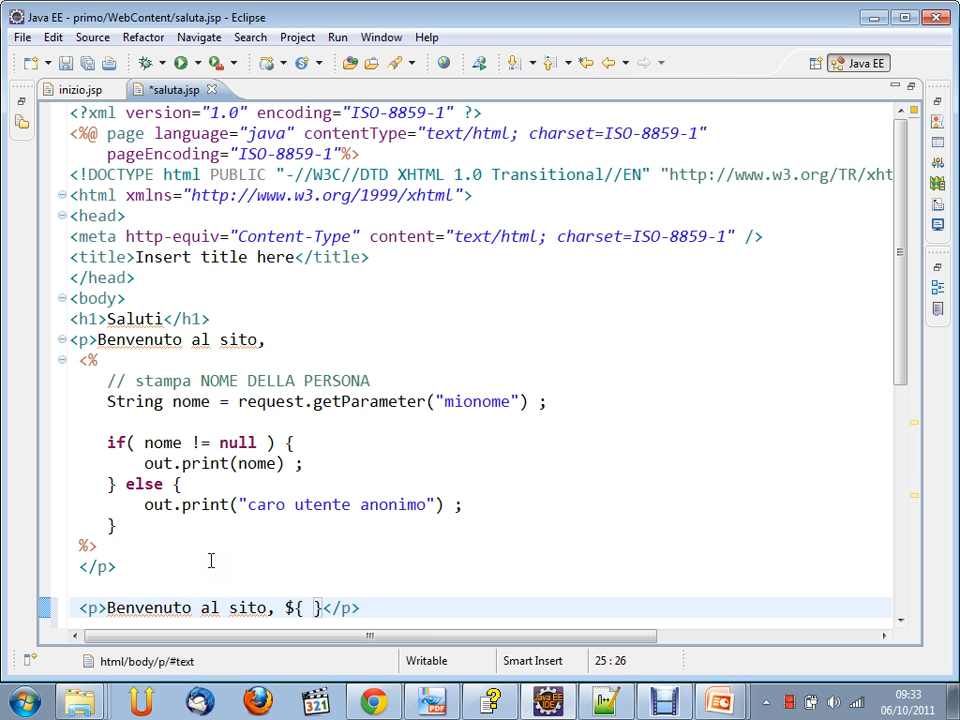 Java EE - primo/WebContent/saluta.jsp - Eclipse
File Edit Source Refactor Navigate Search Project Run Window Help
Java EE
inizio.jsp *saluta.jsp
<?xml version="1.0" encoding="ISO-8859-1" ?>
<%@ page language="java" contentType="text/html; charset=ISO-8859-1"
pageEncoding="ISO-8859-1"%>
<!DOCTYPE html PUBLIC "-//W3C//DTD XHTML 1.0 Transitional//EN" "http://www.w3.org/TR/xht
<html xmlns="http://www.w3.org/1999/xhtml">
<head>
<meta http-equiv="Content-Type" content="text/html; charset=ISO-8859-1" />
<title>Insert title here</title>
</head>
<body>
<h1>Saluti</h1>
<p>Benvenuto al sito,
<%
// stampa NOME DELLA PERSONA
String nome = request.getParameter("mionome") ;
if( nome != null ) {
out.print(nome) ;
} else {
out.print("caro utente anonimo") ;
}
%>
</p>
<p>Benvenuto al sito, ${ }</p>
html/body/p/#text Writable Smart Insert 25 : 26
321
PDF
Java EE
IDE
09:33
06/10/2011